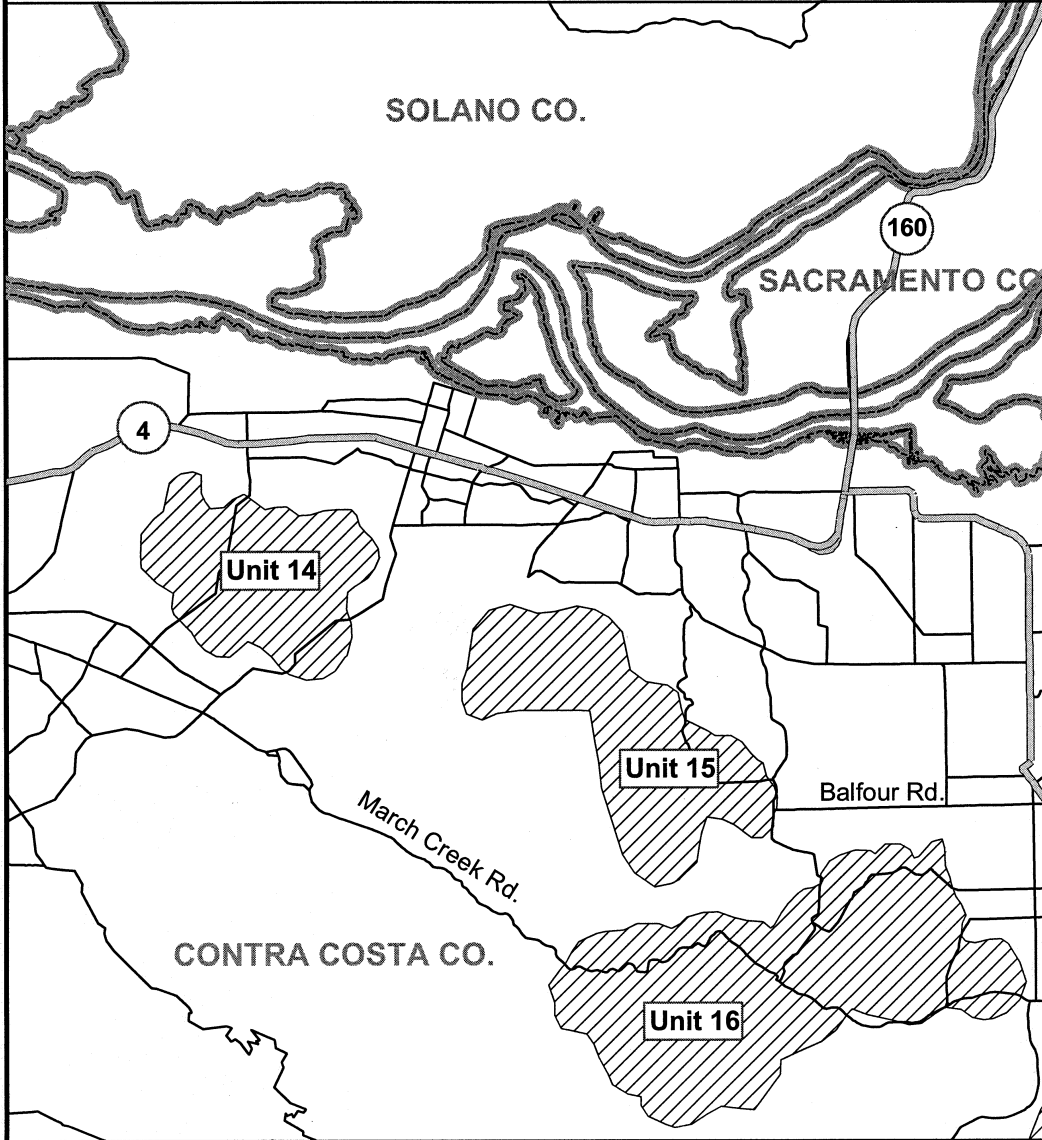 SOLANO CO.
160
SACRAMENTO CO
4
Unit 14
Unit 15
Balfour Rd.
March Creek Rd.
CONTRA COSTA CO.
Unit 16